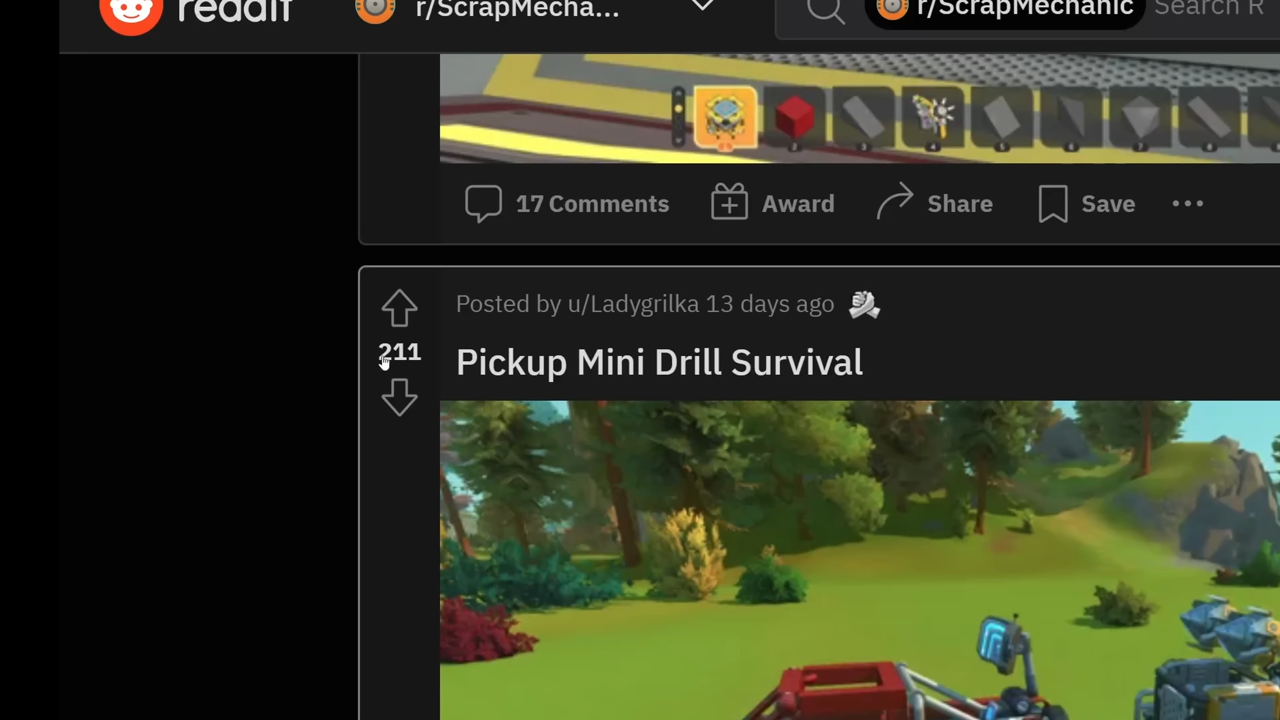 reddit
r/ScrapMecha...
r/ScrapMechanic
Search R
17 Comments
Award
Share
Save
Posted by u/Ladygrilka 13 days ago
211
Pickup Mini Drill Survival